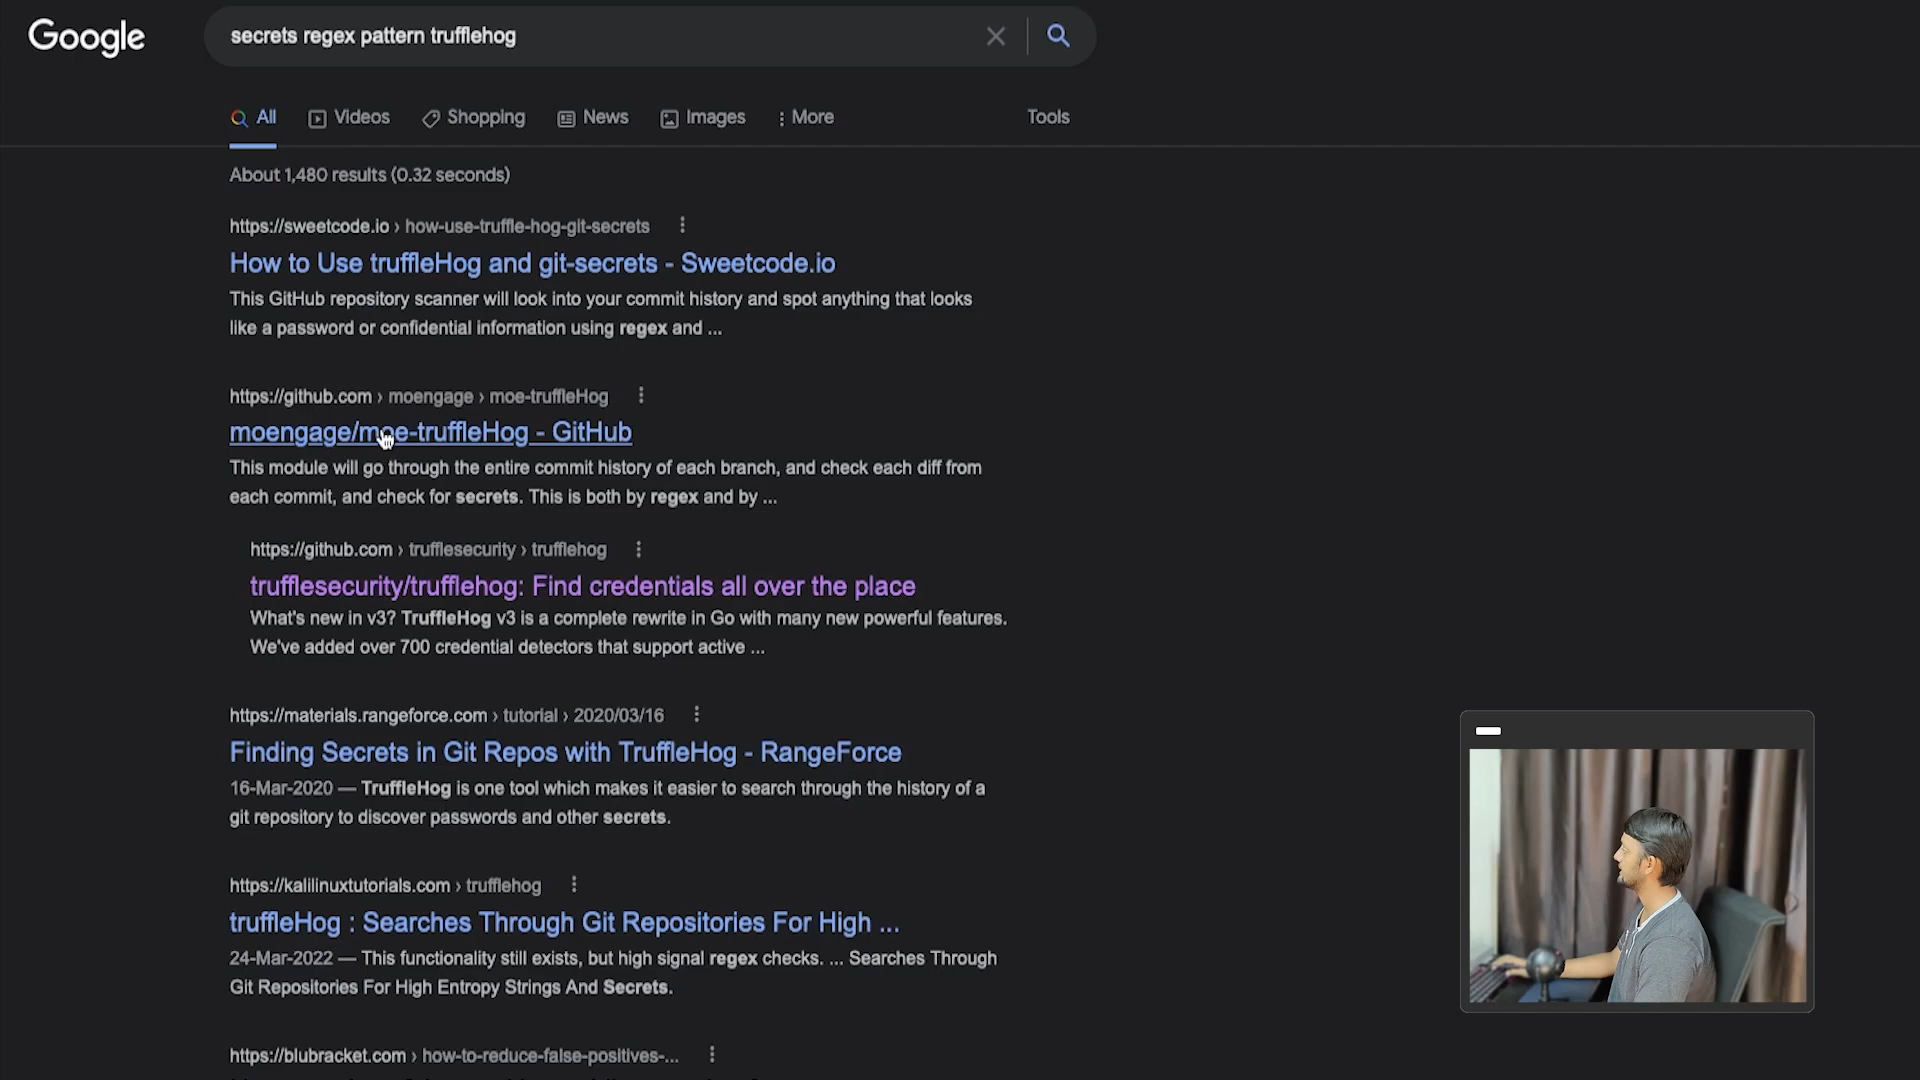 Google
secrets regex pattern trufflehog
All
Videos
Shopping
News
Images
More
Tools
About 1,480 results (0.32 seconds)
https://sweetcode.io › how-use-truffle-hog-git-secrets
How to Use truffleHog and git-secrets - Sweetcode.io
This GitHub repository scanner will look into your commit history and spot anything that looks
like a password or confidential information using regex and ...
https://github.com › moengage › moe-truffleHog
moengage/moe-truffleHog - GitHub
This module will go through the entire commit history of each branch, and check each diff from
each commit, and check for secrets. This is both by regex and by ...
https://github.com › trufflesecurity › trufflehog
trufflesecurity/trufflehog: Find credentials all over the place
What's new in v3? TruffleHog v3 is a complete rewrite in Go with many new powerful features.
We've added over 700 credential detectors that support active ...
https://materials.rangeforce.com › tutorial › 2020/03/16
Finding Secrets in Git Repos with TruffleHog - RangeForce
16-Mar-2020 — TruffleHog is one tool which makes it easier to search through the history of a
git repository to discover passwords and other secrets.
https://kalilinuxtutorials.com › trufflehog
truffleHog : Searches Through Git Repositories For High ...
24-Mar-2022 — This functionality still exists, but high signal regex checks. ... Searches Through
Git Repositories For High Entropy Strings And Secrets.
https://blubracket.com › how-to-reduce-false-positives-...